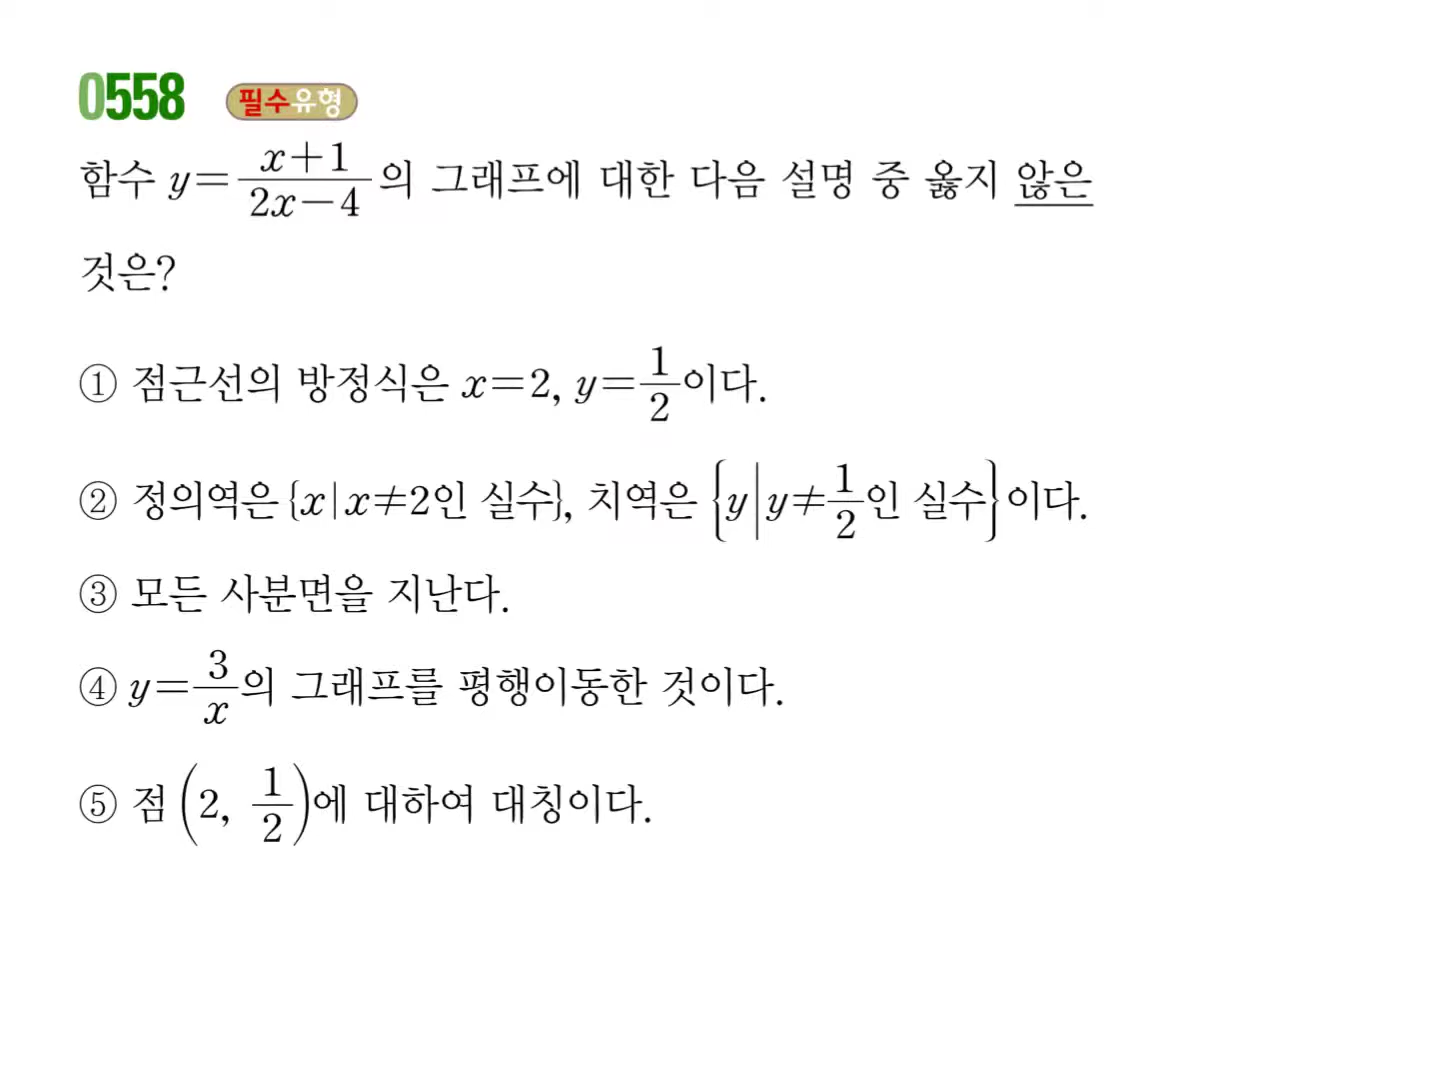 0558 필수유형
함수 y=\frac{x+1}{2x-4}의 그래프에 대한 다음 설명 중 옳지 않은
것은?
① 점근선의 방정식은 x=2, y=\frac{1}{2}이다.
② 정의역은 {x|x≠2인 실수}, 치역은 {y|y≠\frac{1}{2}인 실수}이다.
③ 모든 사분면을 지난다.
④ y=\frac{3}{x}의 그래프를 평행이동한 것이다.
⑤ 점 (2, \frac{1}{2})에 대하여 대칭이다.